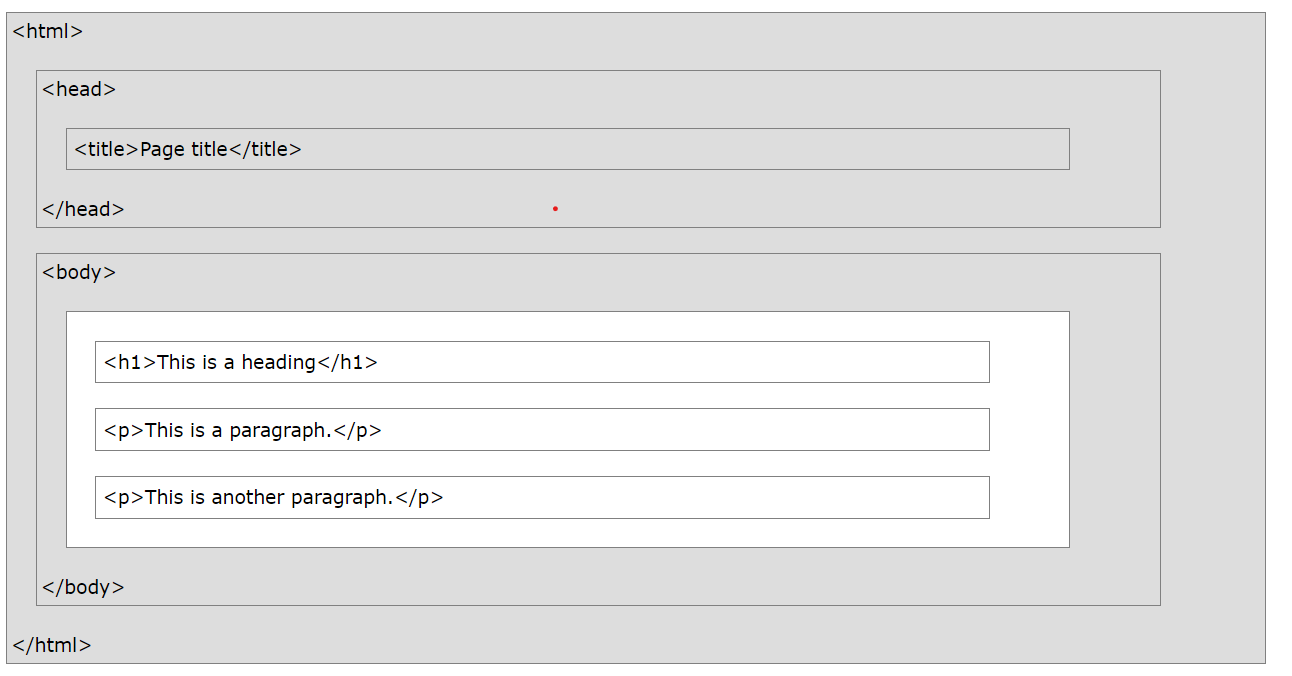 <html>
<head>
<title>Page title</title>
</head>
<body>
<h1>This is a heading</h1>
<p>This is a paragraph.</p>
<p>This is another paragraph.</p>
</body>
</html>